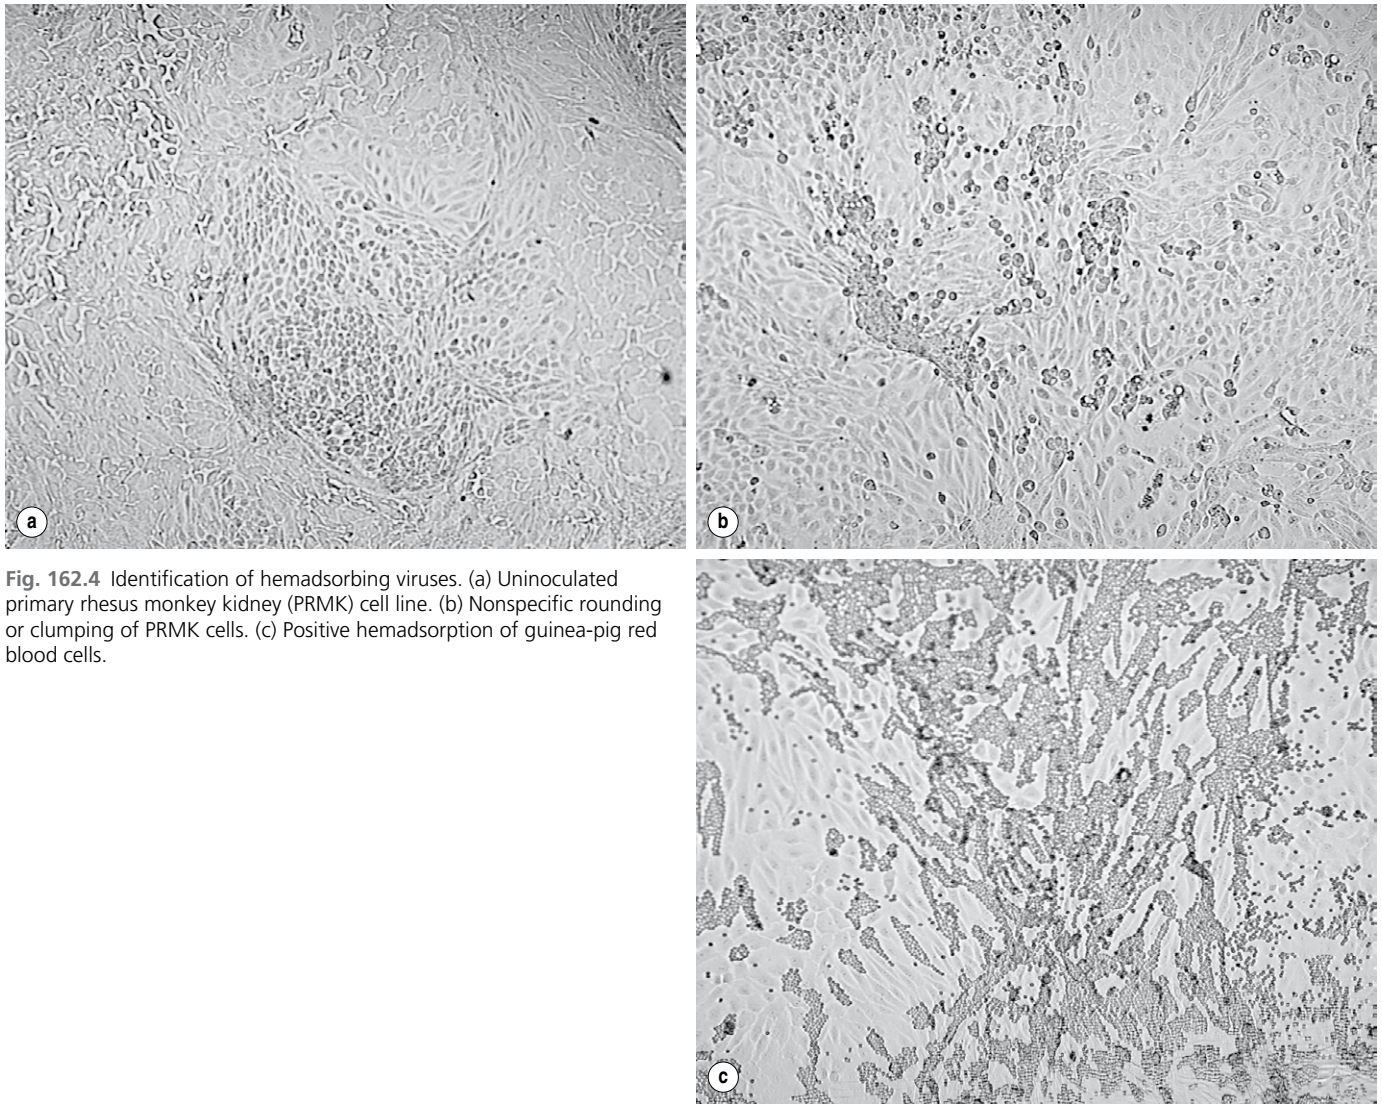 a
b
Fig. 162.4 Identification of hemadsorbing viruses. (a) Uninoculated
primary rhesus monkey kidney (PRMK) cell line. (b) Nonspecific rounding
or clumping of PRMK cells. (c) Positive hemadsorption of guinea-pig red
blood cells.
c